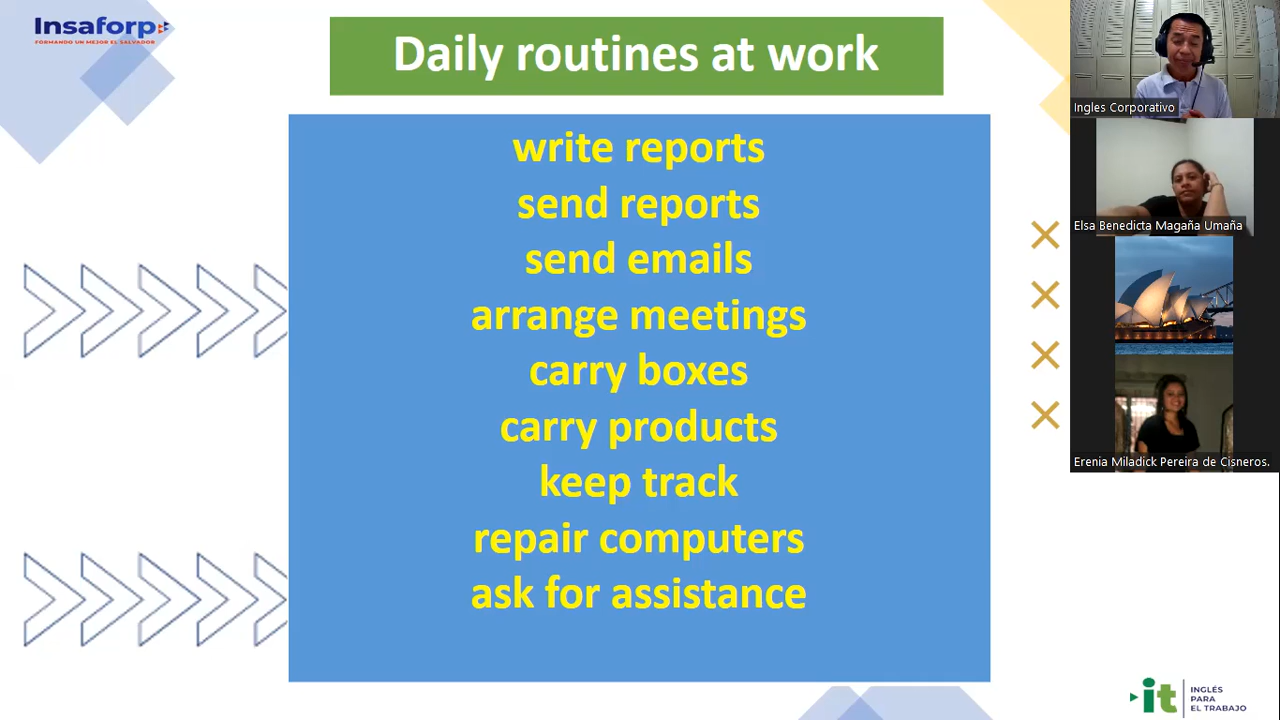 Insaforp
FORMANDO UN MEJOR EL SALVADOR
Daily routines at work
write reports
send reports
send emails
arrange meetings
carry boxes
carry products
keep track
repair computers
ask for assistance
Ingles Corporativo
Elsa Benedicta Magaña Umaña
Erenia Miladick Pereira de Cisneros.
it
INGLÉS
PARA
EL TRABAJO